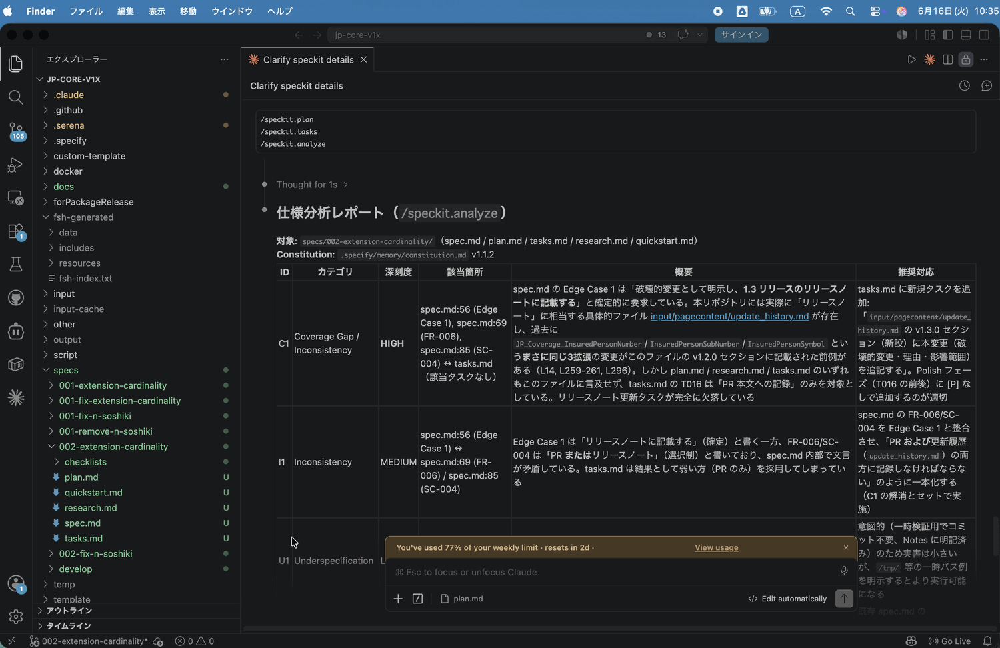 Finder ファイル 編集 表示 移動 ウインドウ ヘルプ
A 6月16日(火) 10:35
jp-core-v1x
13
サインイン
エクスプローラー
Clarify speckit details
JP-CORE-V1X
.claude
.github
.serena
.specify
custom-template
docker
docs
forPackageRelease
fsh-generated
data
includes
resources
fsh-index.txt
input
input-cache
other
output
script
specs
001-extension-cardinality
001-fix-extension-cardinality
001-fix-n-soshiki
001-remove-n-soshiki
002-extension-cardinality
checklists
plan.md U
quickstart.md U
research.md U
spec.md U
tasks.md U
002-fix-n-soshiki
develop
temp
template
アウトライン
タイムライン
105
1
1
Clarify speckit details
/speckit.plan
/speckit.tasks
/speckit.analyze
Thought for 1s
仕様分析レポート（/speckit.analyze）
対象: specs/002-extension-cardinality/（spec.md / plan.md / tasks.md / research.md / quickstart.md）
Constitution: .specify/memory/constitution.md v1.1.2
ID カテゴリ 深刻度 該当箇所 概要 推奨対応
C1
Coverage Gap /
Inconsistency
HIGH
spec.md:56 (Edge
Case 1), spec.md:69
(FR-006),
spec.md:85 (SC-
004) ↔ tasks.md
（該当タスクなし）
spec.md の Edge Case 1 は「破壊的変更として明示し、1.3 リリースのリリースノ
ートに記載する」と確定的に要求している。本リポジトリには実際に「リリースノ
ート」に相当する具体的ファイル input/pagecontent/update_history.md が存在
し、過去に
JP_Coverage_InsuredPersonNumber / InsuredPersonSubNumber / InsuredPersonSymbol とい
うまさに同じ3拡張の変更がこのファイルの v1.2.0 セクションに記載された前例が
ある（L14, L259-261, L296）。しかし plan.md / research.md / tasks.md のいずれ
もこのファイルに言及せず、tasks.md の T016 は「PR 本文への記録」のみを対象と
している。リリースノート更新タスクが完全に欠落している
tasks.md に新規タスクを追
加:
「input/pagecontent/update_
history.md の v1.3.0 セクシ
ョン（新設）に本変更（破
壊的変更・理由・影響範囲）
を追記する」。Polish フェー
ズ（T016 の前後）に [P] な
しで追加するのが適切
I1
Inconsistency
MEDIUM
spec.md:56 (Edge
Case 1) ↔
spec.md:69 (FR-
006) / spec.md:85
(SC-004)
Edge Case 1 は「リリースノートに記載する」（確定）と書く一方、FR-006/SC-
004 は「PR またはリリースノート」（選択制）と書いており、spec.md 内部で文言
が矛盾している。tasks.md は結果として弱い方（PR のみ）を採用してしまってい
る
spec.md の FR-006/SC-
004 を Edge Case 1 と整合
させ、「PR および更新履歴
（update_history.md）の両
方に記録しなければならな
い」のように一本化する
（C1 の解消とセットで実
施）
U1
Underspecification
L
意図的（一時検証用でコミ
ット不要、Notes に明記済
み）のため実害は小さい
が、/tmp/ 等の一時パス例
を明示するとより実行可能
になる
既存 spec.md の
You've used 77% of your weekly limit · resets in 2d ·
View usage
⌘ Esc to focus or unfocus Claude
plan.md
Edit automatically
002-extension-cardinality*
0 0
Go Live